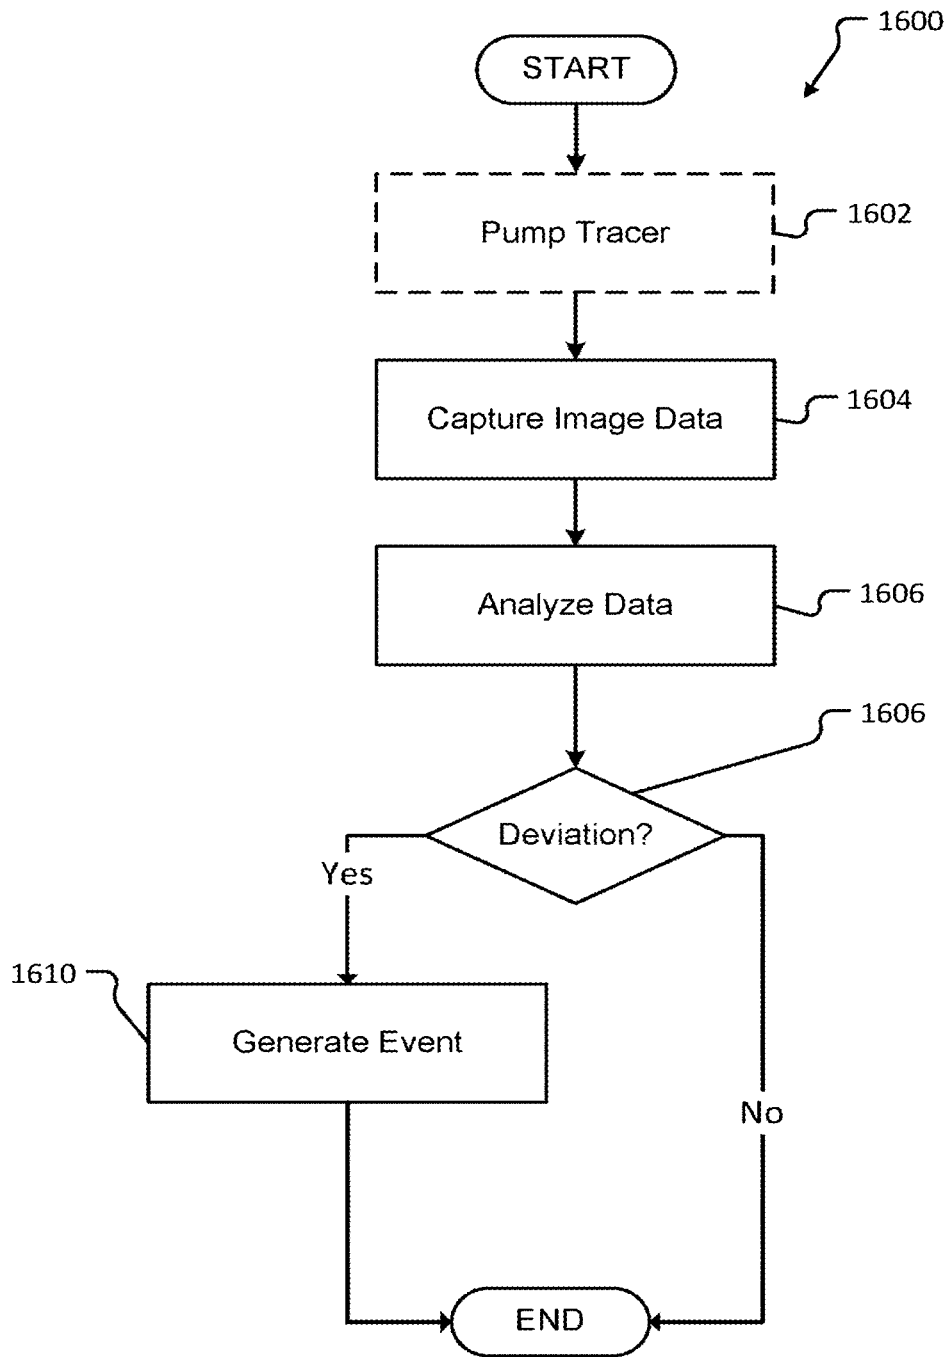 1600
START
Pump Tracer
1602
Capture Image Data
1604
Analyze Data
1606
1606
Deviation?
Yes
1610
Generate Event
No
END